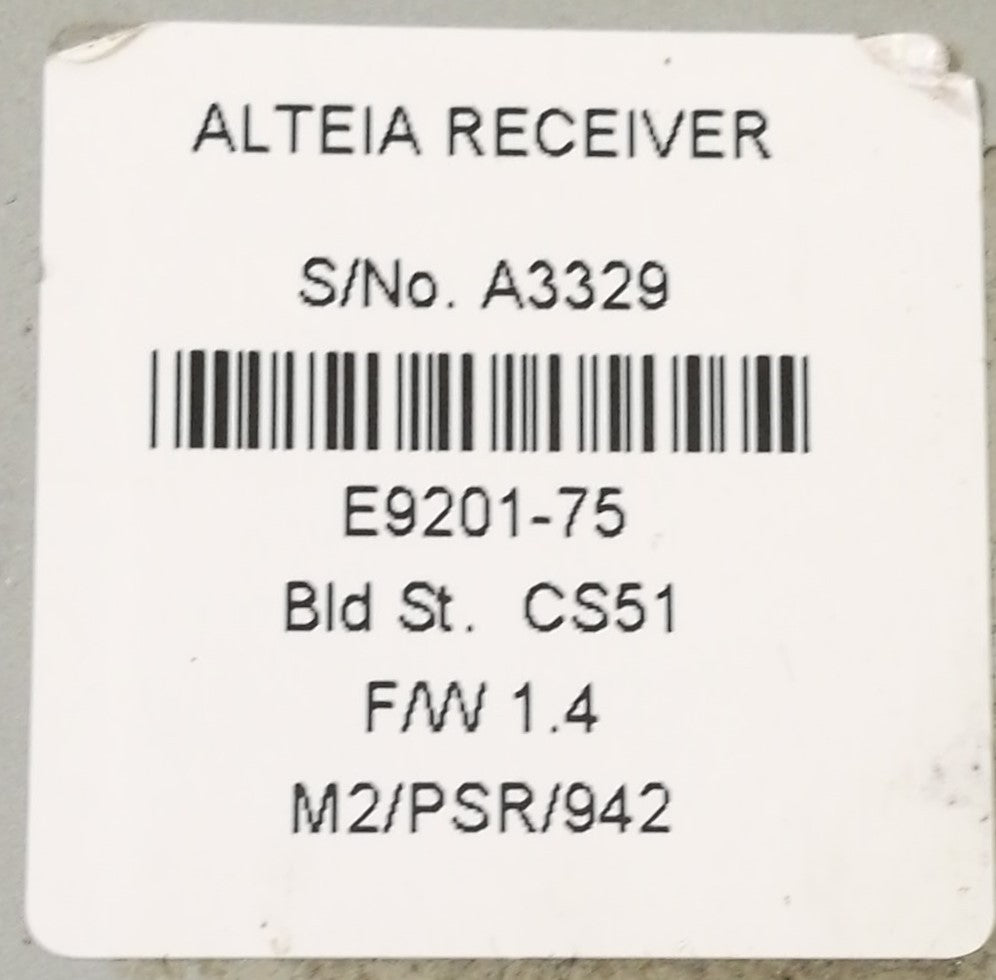 ALTEIA RECEIVER
S/No. A3329
E9201-75
Bld St. CS51
F/W 1.4
M2/PSR/942